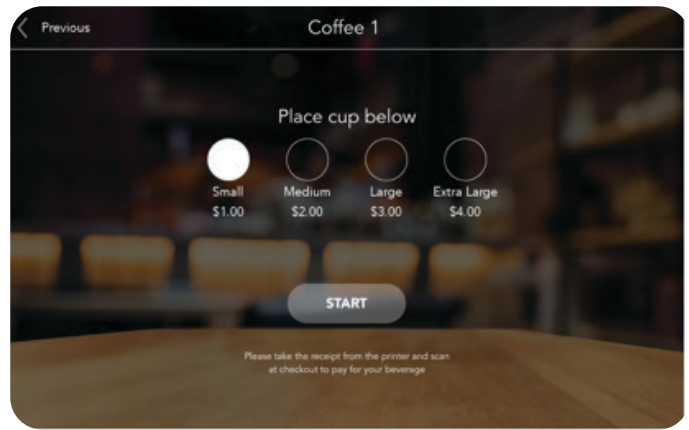 Previous
Coffee 1
Place cup below
Small Medium Large Extra Large
$1.00 $2.00 $3.00 $4.00
START
Please take the receipt from the printer and scan
at checkout to pay for your beverage